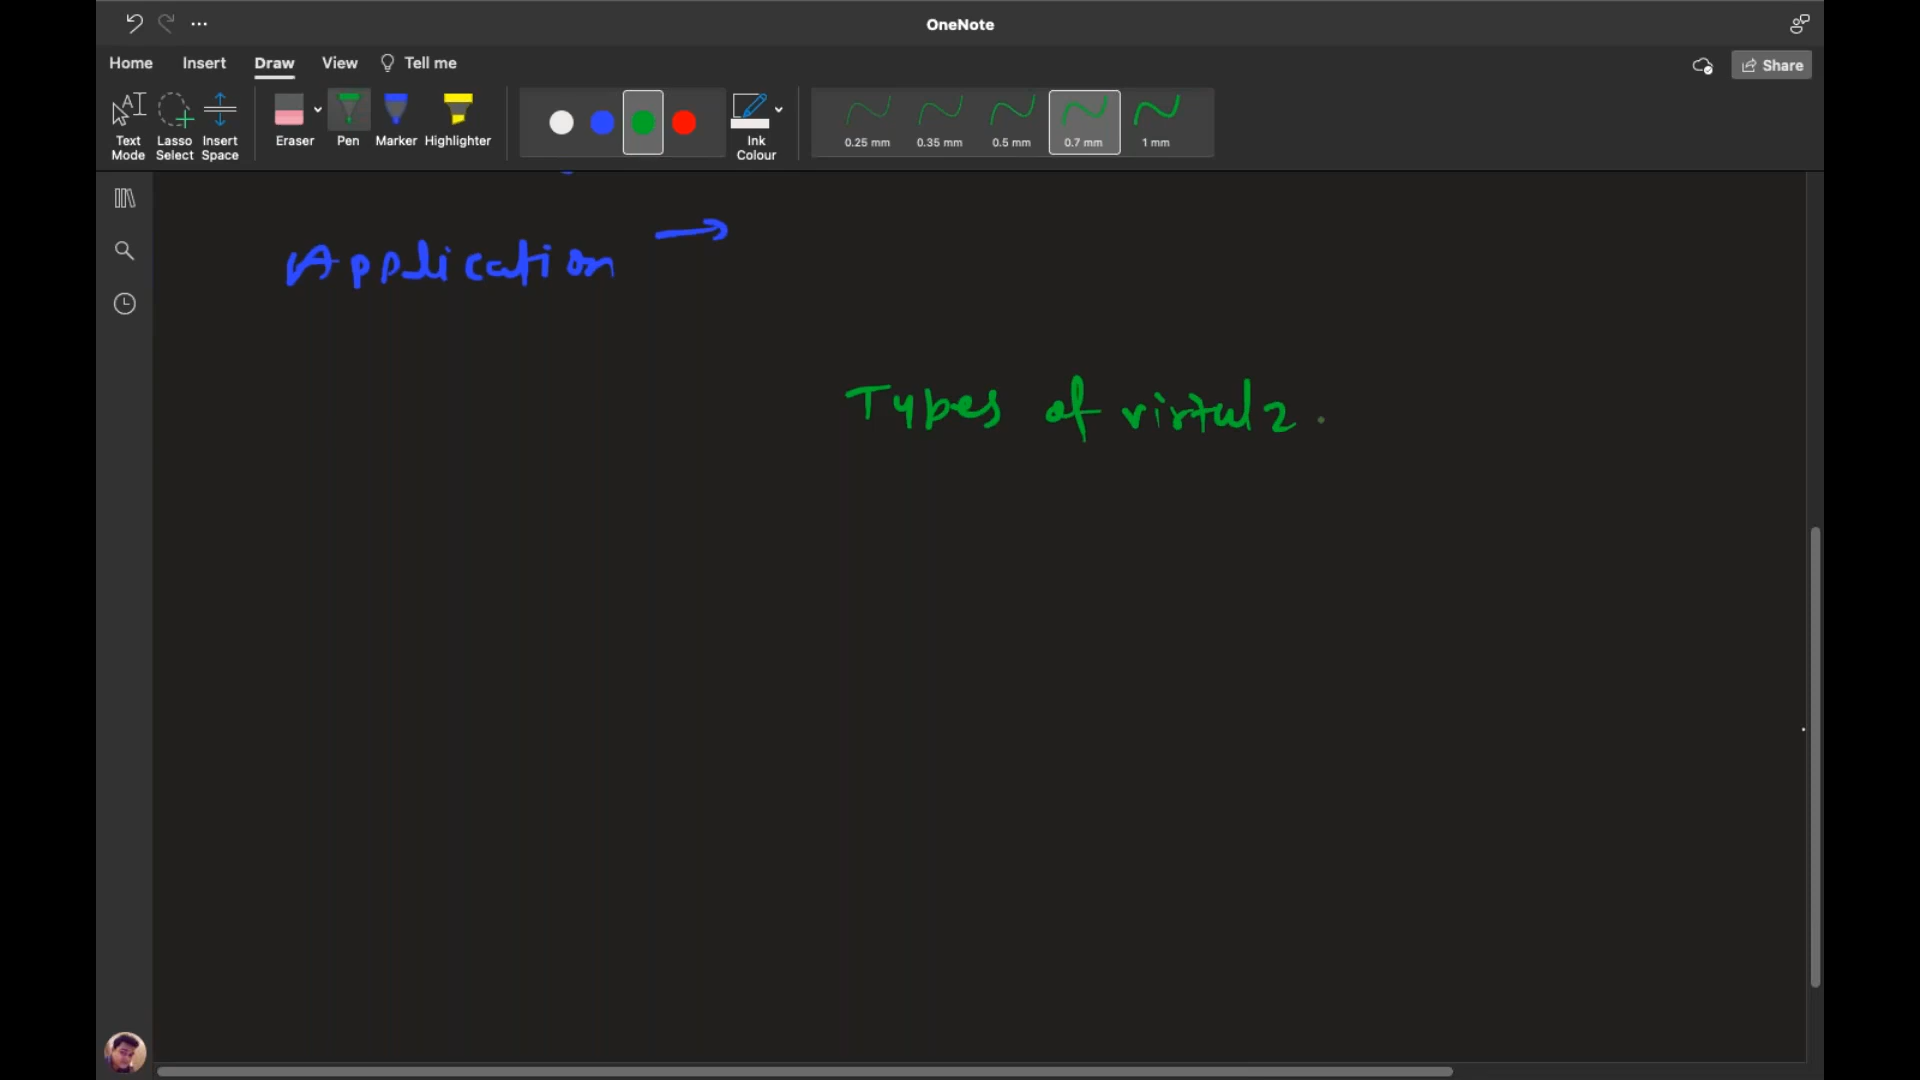 OneNote
Home Insert Draw View Tell me
Share
Text Mode
Lasso Select
Insert Space
Eraser
Pen
Marker
Highlighter
Ink Colour
0.25 mm
0.35 mm
0.5 mm
0.7 mm
1 mm
Application →
Types of virtulz